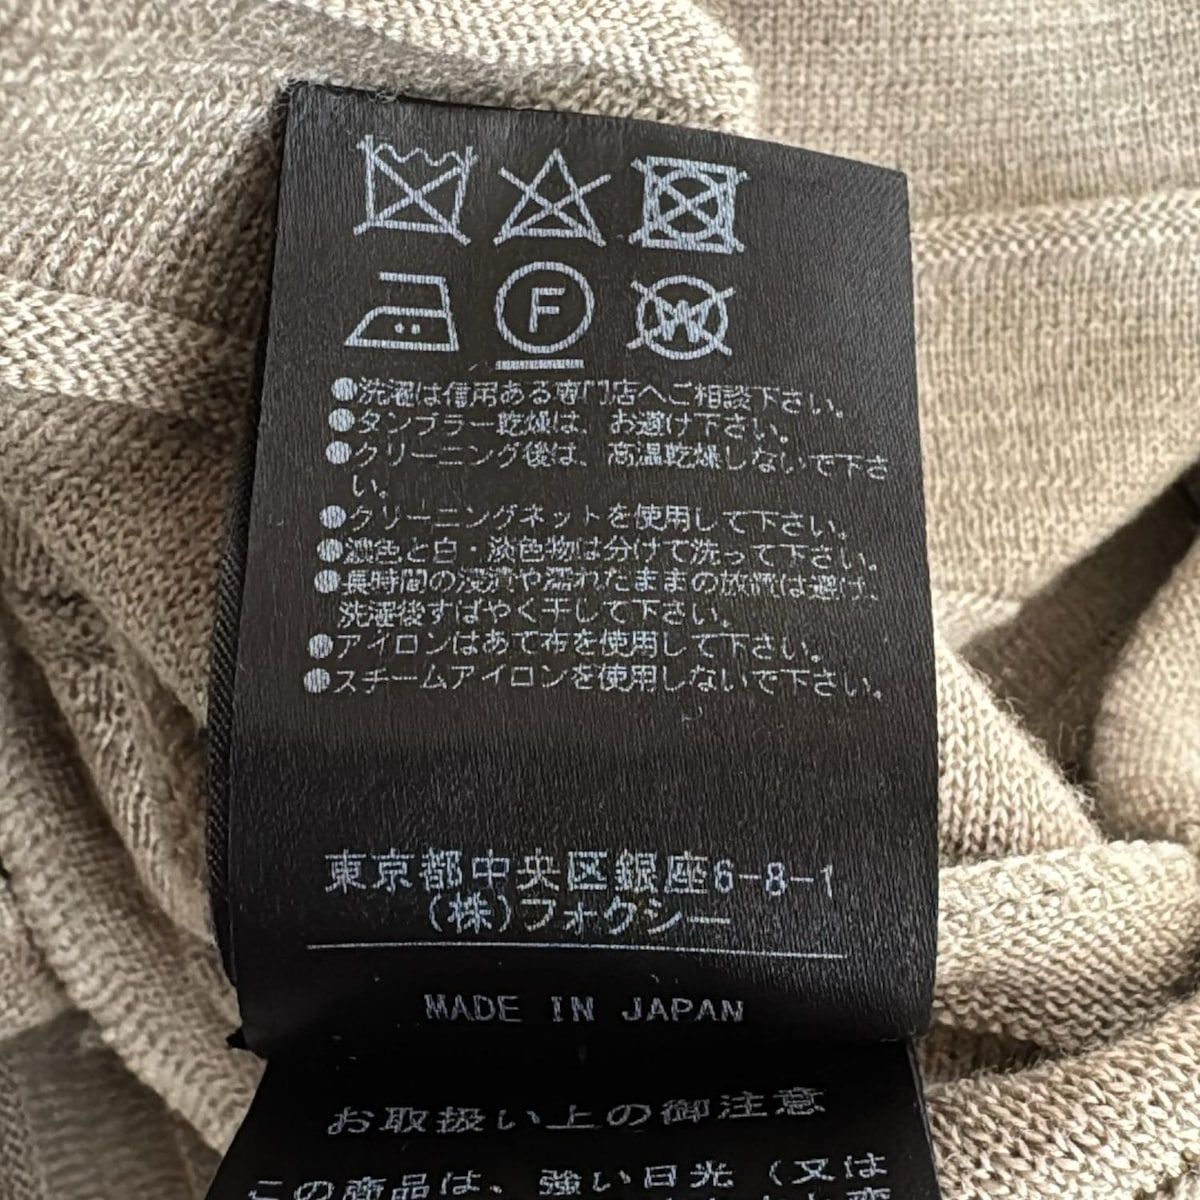 F
W
●洗濯は信用ある専門店へご相談下さい。
●タンブラー乾燥は、お避け下さい。
●クリーニング後は、高温乾燥しないで下さ
い。
●クリーニングネットを使用して下さい。
●濃色と白・淡色物は分けて洗って下さい。
●長時間の浸漬や濡れたままの放置は避け、
洗濯後すばやく干して下さい。
●アイロンはあて布を使用して下さい。
●スチームアイロンを使用しないで下さい。
東京都中央区銀座6-8-1
(株)フォクシー
MADE IN JAPAN
お取扱い上の御注意
この商品は、強い日光(又は